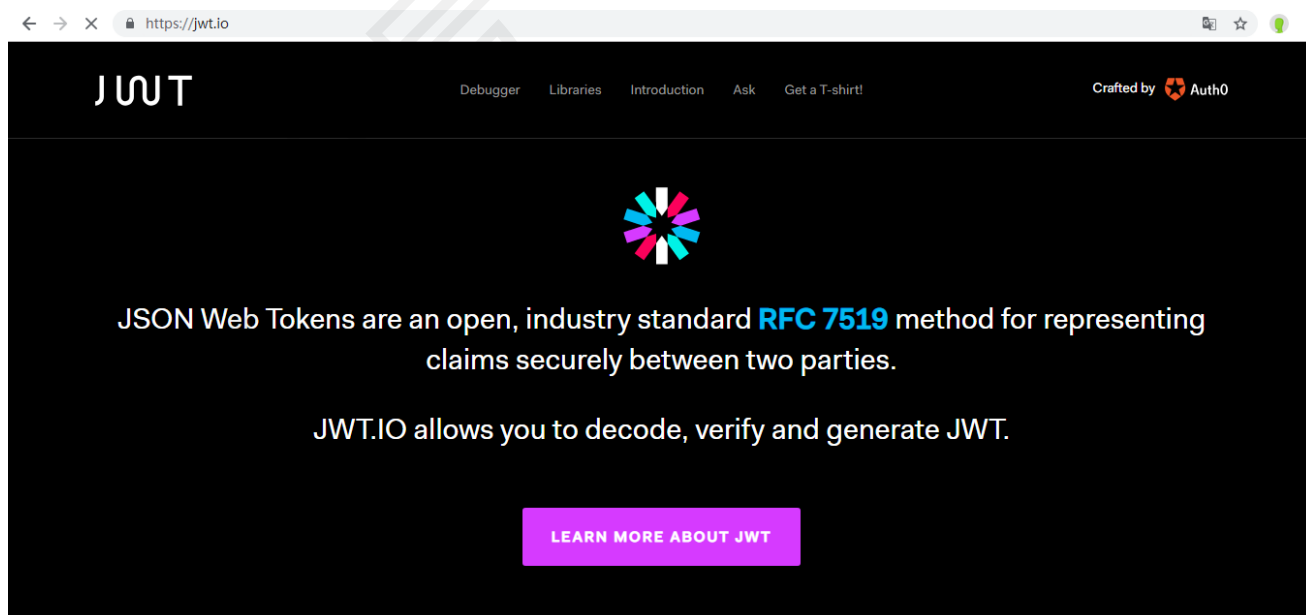 https://jwt.io
JWT
Debugger Libraries Introduction Ask Get a T-shirt!
Crafted by Auth0
JSON Web Tokens are an open, industry standard RFC 7519 method for representing
claims securely between two parties.
JWT.IO allows you to decode, verify and generate JWT.
LEARN MORE ABOUT JWT